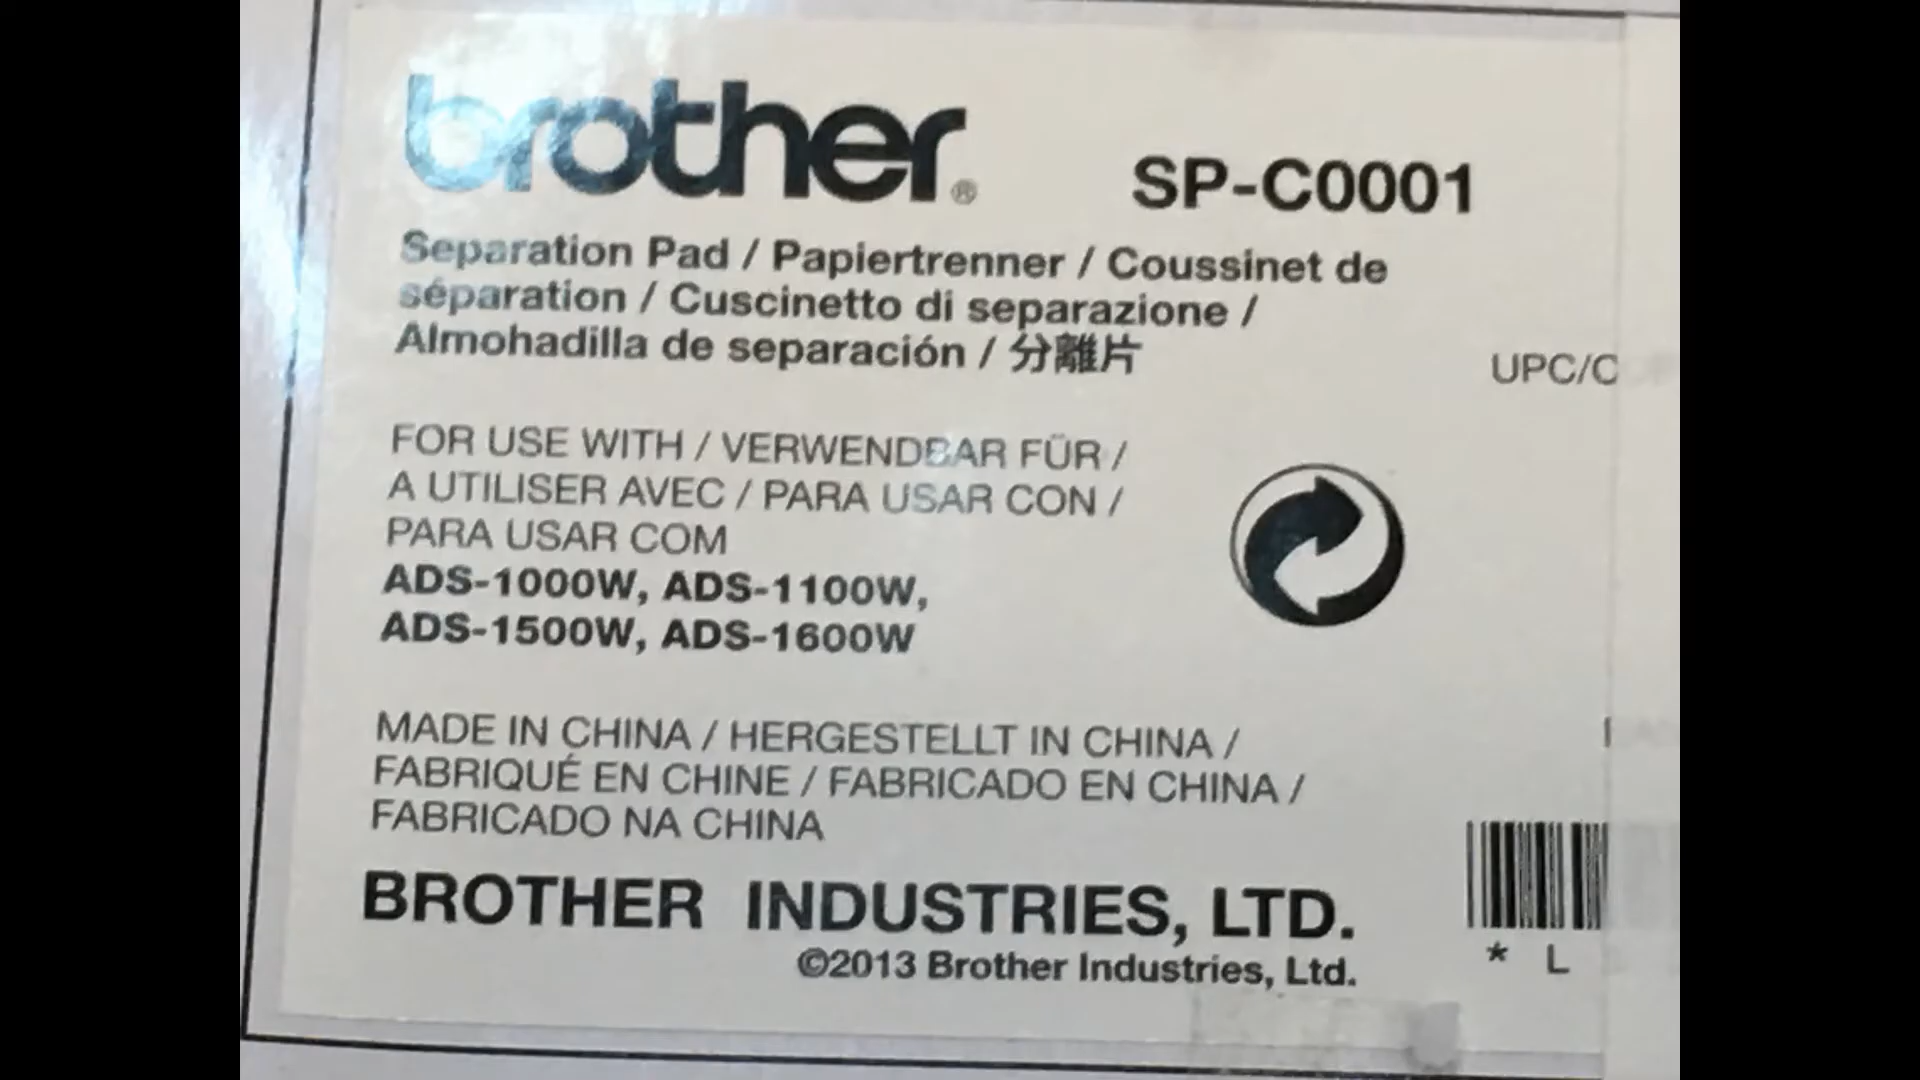 brother®
SP-C0001
Separation Pad / Papiertrenner / Coussinet de
séparation / Cuscinetto di separazione /
Almohadilla de separación / 分離片
UPC/C
FOR USE WITH / VERWENDBAR FÜR /
A UTILISER AVEC / PARA USAR CON /
PARA USAR COM
ADS-1000W, ADS-1100W,
ADS-1500W, ADS-1600W
MADE IN CHINA / HERGESTELLT IN CHINA /
FABRIQUÉ EN CHINE / FABRICADO EN CHINA /
FABRICADO NA CHINA
BROTHER INDUSTRIES, LTD.
©2013 Brother Industries, Ltd.
* L